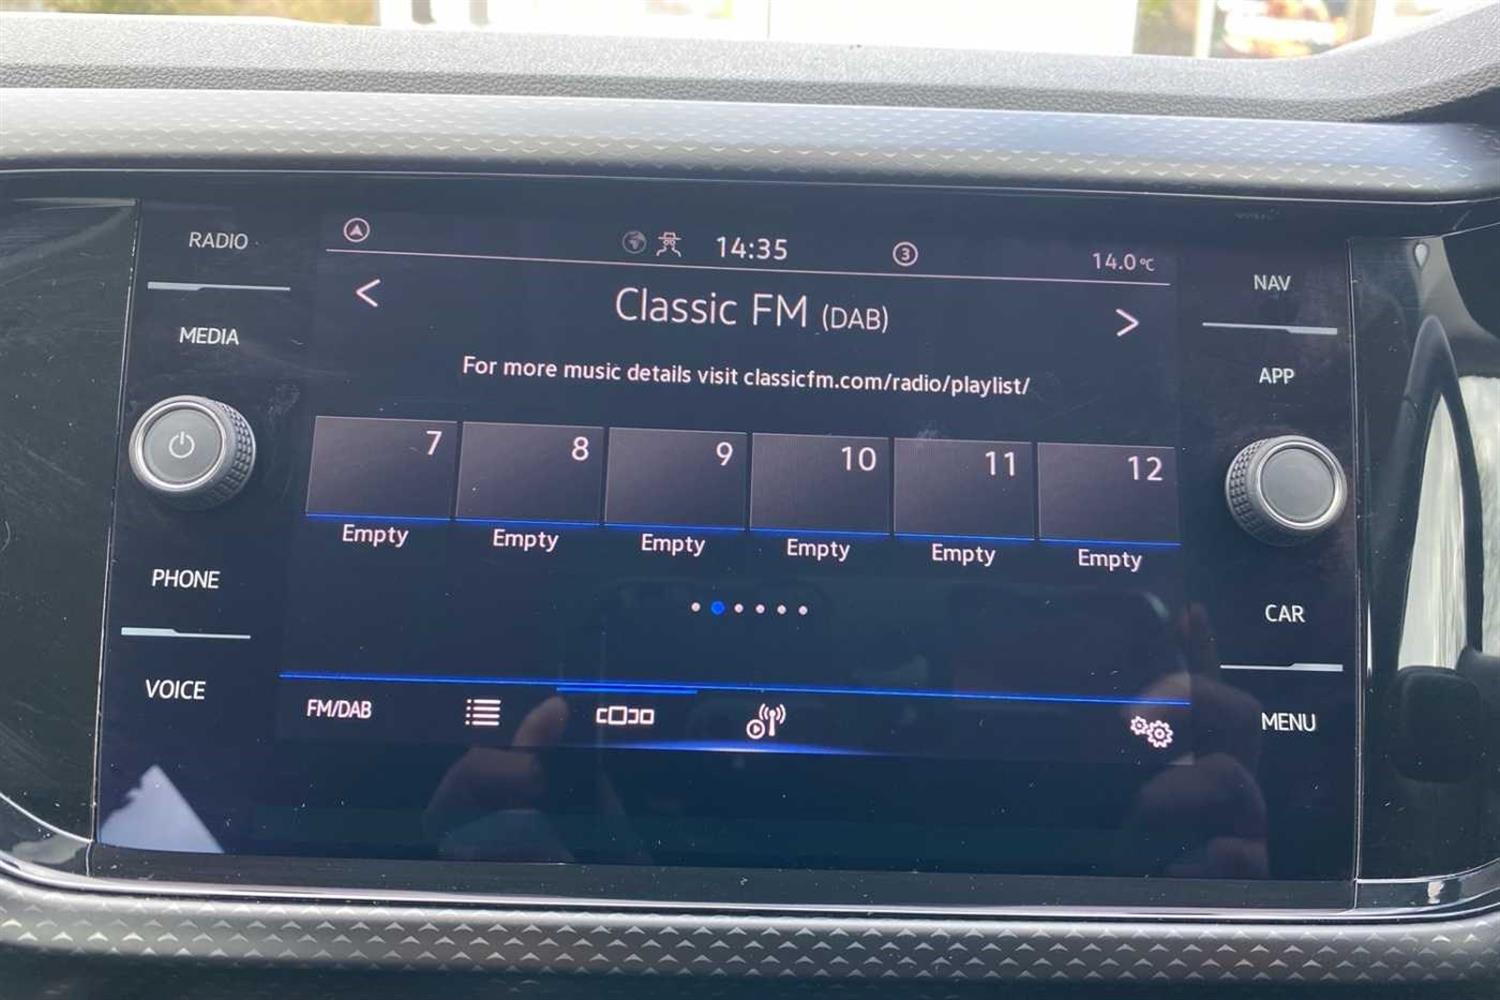 RADIO
MEDIA
PHONE
VOICE
14:35
3
14.0°C
< Classic FM (DAB) >
For more music details visit classicfm.com/radio/playlist/
7 8 9 10 11 12
Empty Empty Empty Empty Empty Empty
FM/DAB
NAV
APP
CAR
MENU